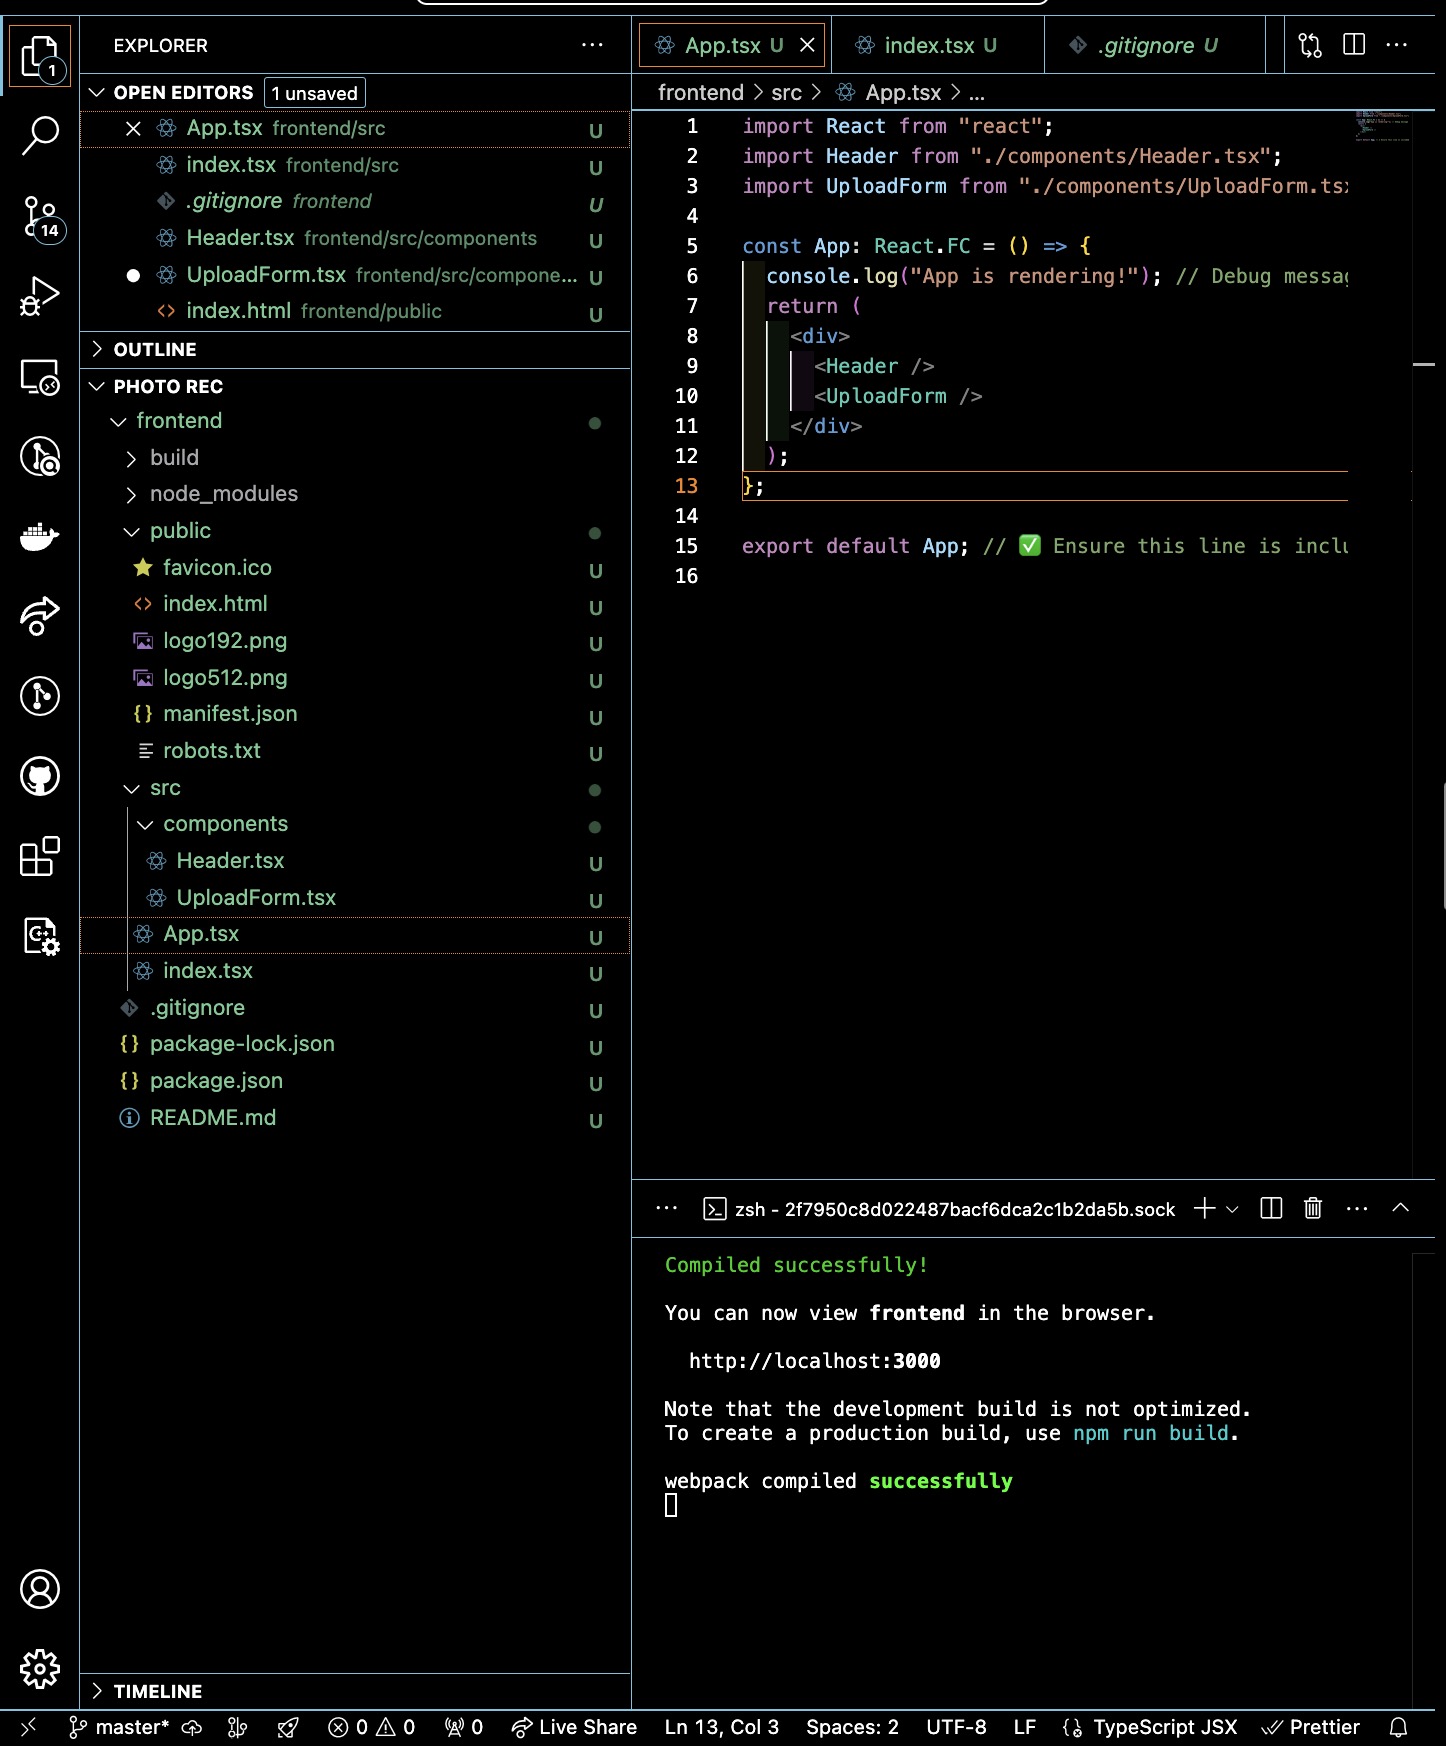 1
EXPLORER
OPEN EDITORS 1 unsaved
App.tsx frontend/src U
index.tsx frontend/src U
.gitignore frontend U
Header.tsx frontend/src/components U
UploadForm.tsx frontend/src/compone... U
index.html frontend/public U
14
OUTLINE
PHOTO REC
frontend
build
node_modules
public
favicon.ico U
index.html U
logo192.png U
logo512.png U
manifest.json U
robots.txt U
src
components
Header.tsx U
UploadForm.tsx U
App.tsx U
index.tsx U
.gitignore U
package-lock.json U
package.json U
README.md U
TIMELINE
App.tsx U
index.tsx U
.gitignore U
frontend > src > App.tsx > ...
1 import React from "react";
2 import Header from "./components/Header.tsx";
3 import UploadForm from "./components/UploadForm.ts
4
5 const App: React.FC = () => {
6 console.log("App is rendering!"); // Debug messa
7 return (
8 <div>
9 <Header />
10 <UploadForm />
11 </div>
12 );
13 };
14
15 export default App; // ✅ Ensure this line is incl
16
zsh - 2f7950c8d022487bacf6dca2c1b2da5b.sock
Compiled successfully!
You can now view frontend in the browser.
http://localhost:3000
Note that the development build is not optimized.
To create a production build, use npm run build.
webpack compiled successfully
master* 0 0 0 Live Share Ln 13, Col 3 Spaces: 2 UTF-8 LF TypeScript JSX Prettier